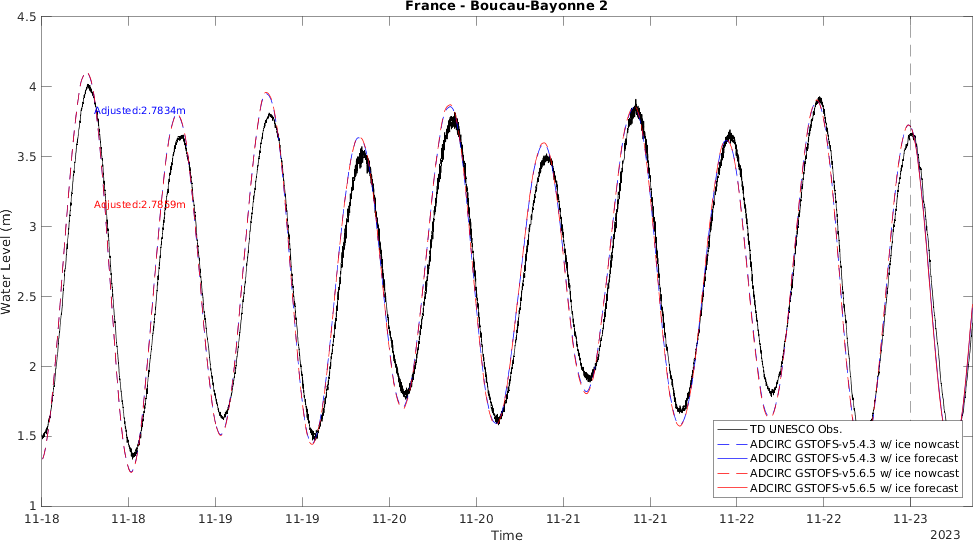 France - Boucau-Bayonne 2
4.5
4
3.5
3
2.5
2
1.5
1
Water Level (m)
Adjusted:2.7834m
Adjusted:2.7859m
TD UNESCO Obs.
ADCIRC GSTOFS-v5.4.3 w/ ice nowcast
ADCIRC GSTOFS-v5.4.3 w/ ice forecast
ADCIRC GSTOFS-v5.6.5 w/ ice nowcast
ADCIRC GSTOFS-v5.6.5 w/ ice forecast
11-18 11-18 11-19 11-19 11-20 11-20 11-21 11-21 11-22 11-22 11-23
Time
2023